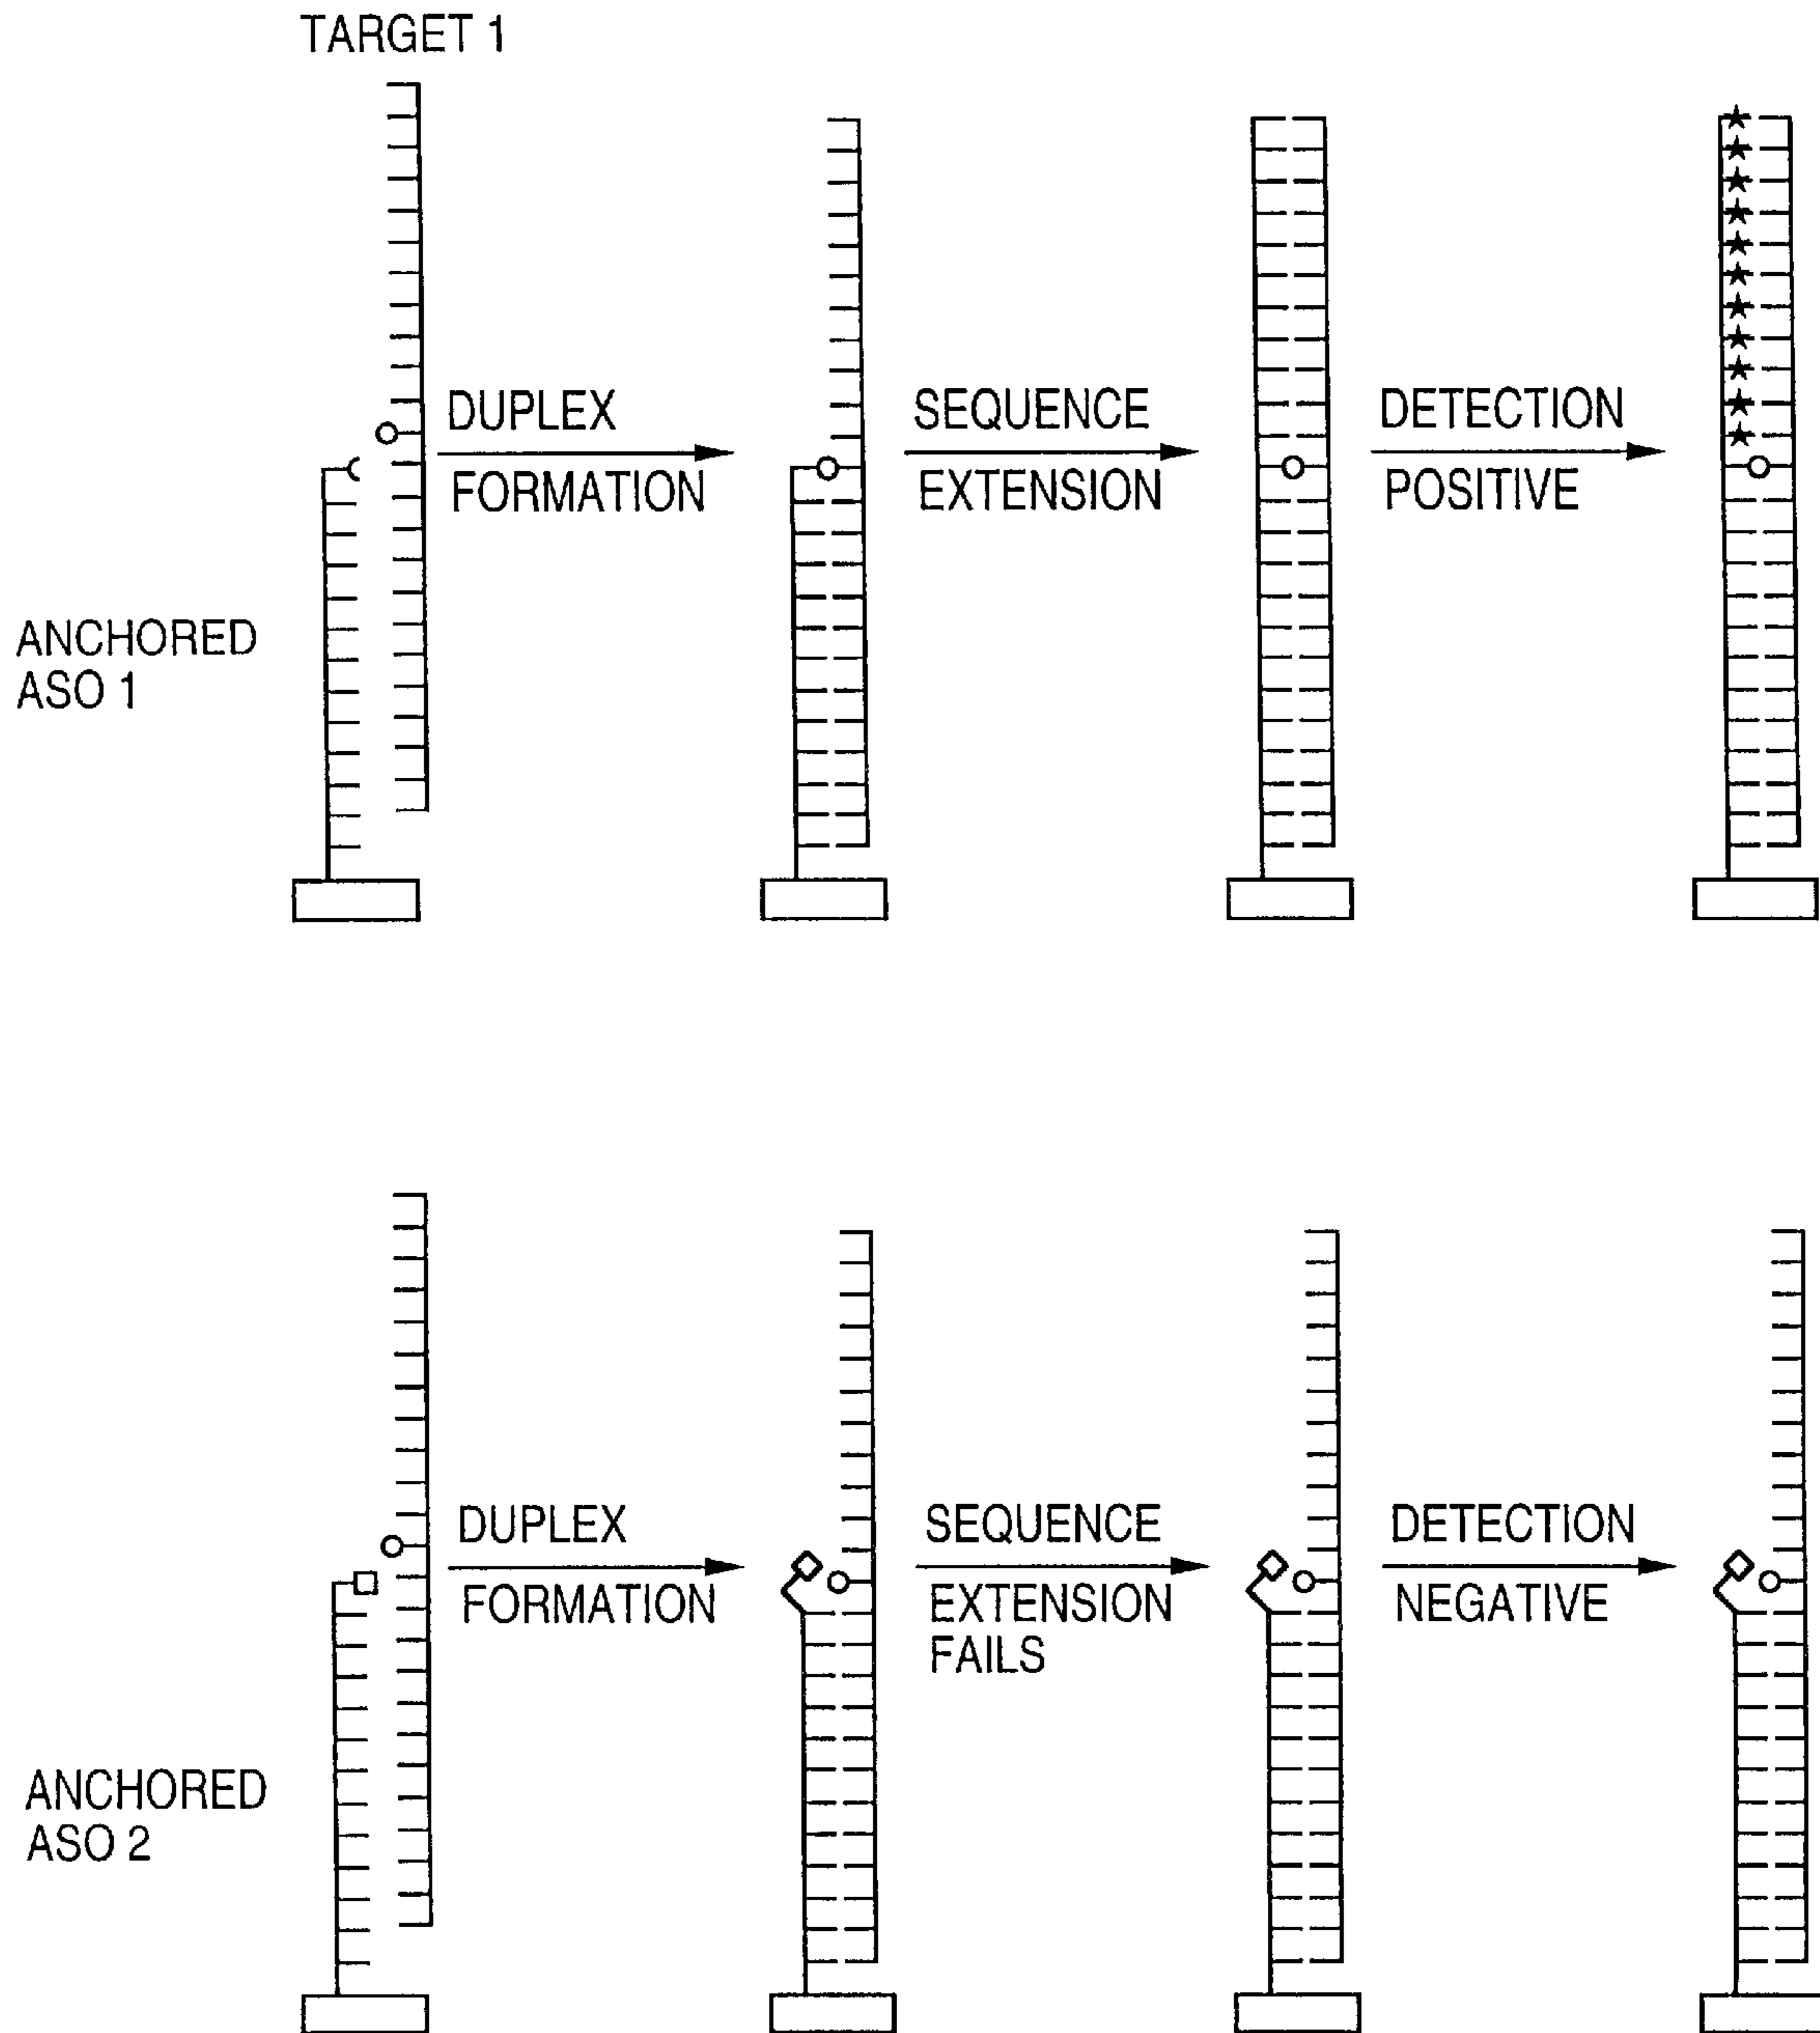 TARGET 1
DUPLEX
FORMATION
SEQUENCE
EXTENSION
DETECTION
POSITIVE
ANCHORED
ASO 1
DUPLEX
FORMATION
SEQUENCE
EXTENSION
FAILS
DETECTION
NEGATIVE
ANCHORED
ASO 2